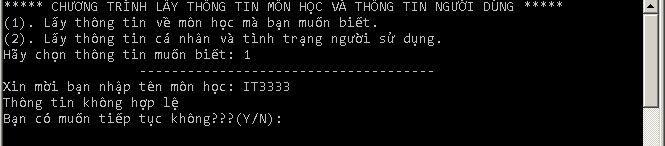 ***** CHƯƠNG TRÌNH LẤY THÔNG TIN MÔN HỌC VÀ THÔNG TIN NGƯỜI DÙNG *****
(1). Lấy thông tin về môn học mà bạn muốn biết.
(2). Lấy thông tin cá nhân và tình trạng người sử dụng.
Hãy chọn thông tin muốn biết: 1
-----------------------------------
Xin mời bạn nhập tên môn học: IT3333
Thông tin không hợp lệ
Bạn có muốn tiếp tục không???(Y/N):